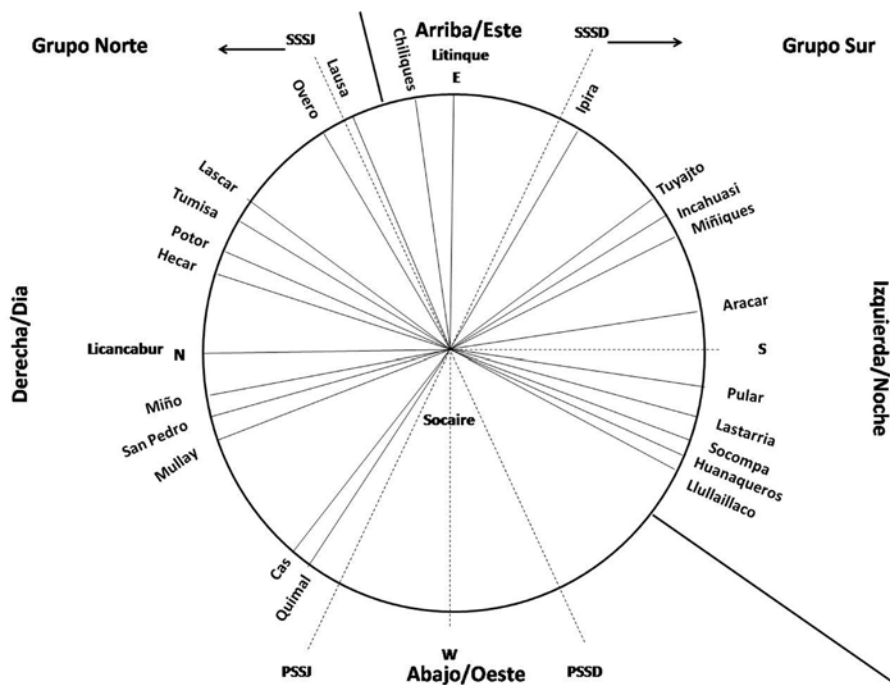 Grupo Norte
SSSJ
Arriba/Este
SSSD
Grupo Sur
Litinque
E
Lausa
Chiliques
Overo
Ipira
Lascar
Tumisa
Potor
Hecar
Tuyajto
Incahuasi
Miñiques
Aracar
Derecha/Dia
Licancabur
N
S
Izquierda/Noche
Miño
San Pedro
Mullay
Socaire
Pular
Lastarria
Socompa
Huanaqueros
Llullaillaco
Cas
Quimal
PSSJ
W
Abajo/Oeste
PSSD